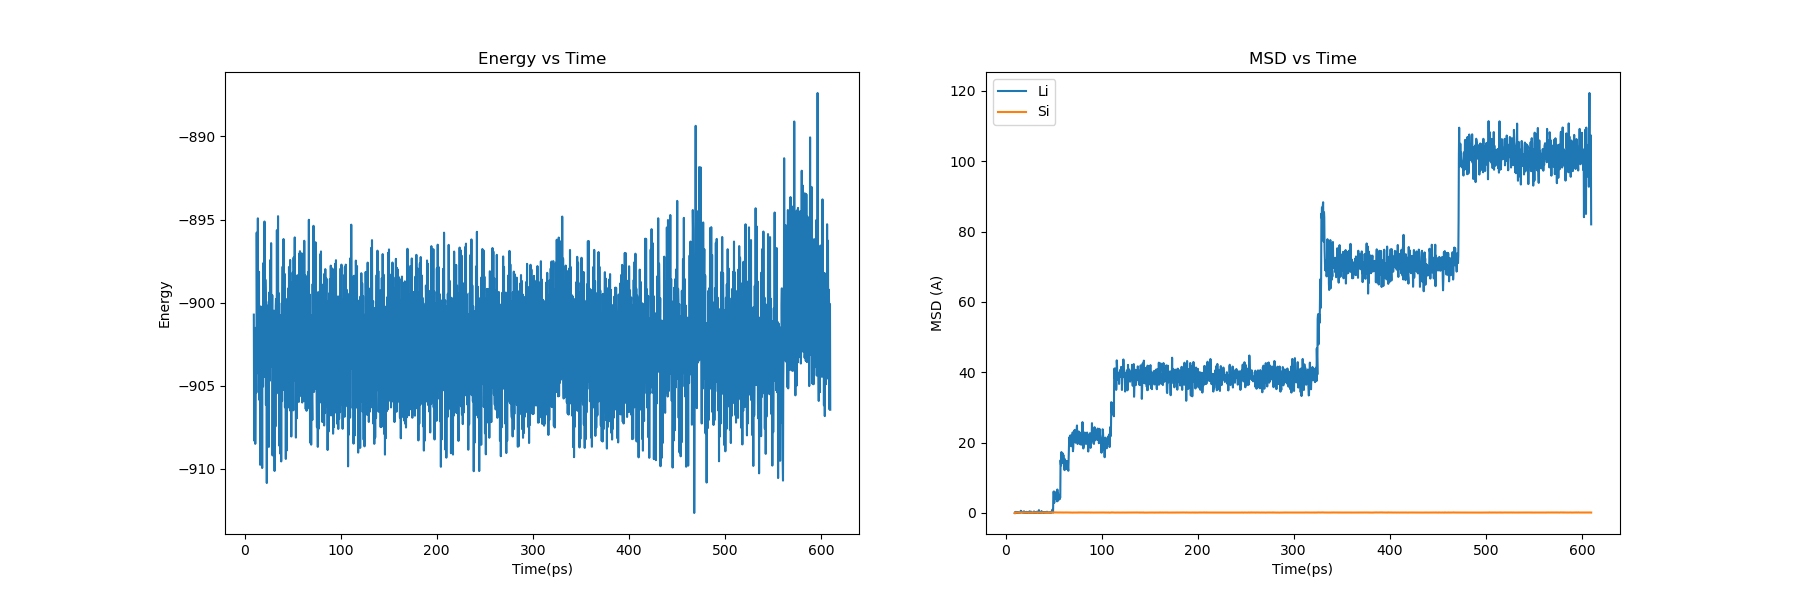 Energy vs Time
Energy
−890
−895
−900
−905
−910
0 100 200 300 400 500 600
Time(ps)
MSD vs Time
Li
Si
MSD (A)
120
100
80
60
40
20
0
0 100 200 300 400 500 600
Time(ps)